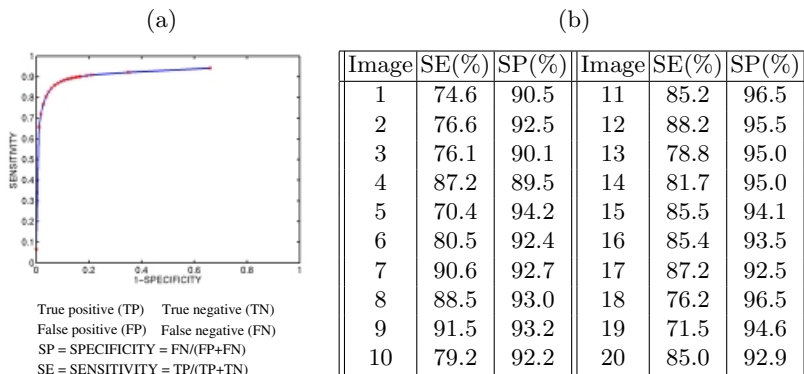 (a)
(b)
1
0.9
0.8
0.7
0.6
0.5
0.4
0.3
0.2
0.1
0
SENSITIVITY
0 0.2 0.4 0.6 0.8 1
1-SPECIFICITY
True positive (TP) True negative (TN)
False positive (FP) False negative (FN)
SP = SPECIFICITY = FN/(FP+FN)
SE = SENSITIVITY = TP/(TP+TN)
Image SE(%) SP(%) Image SE(%) SP(%)
1 74.6 90.5 11 85.2 96.5
2 76.6 92.5 12 88.2 95.5
3 76.1 90.1 13 78.8 95.0
4 87.2 89.5 14 81.7 95.0
5 70.4 94.2 15 85.5 94.1
6 80.5 92.4 16 85.4 93.5
7 90.6 92.7 17 87.2 92.5
8 88.5 93.0 18 76.2 96.5
9 91.5 93.2 19 71.5 94.6
10 79.2 92.2 20 85.0 92.9